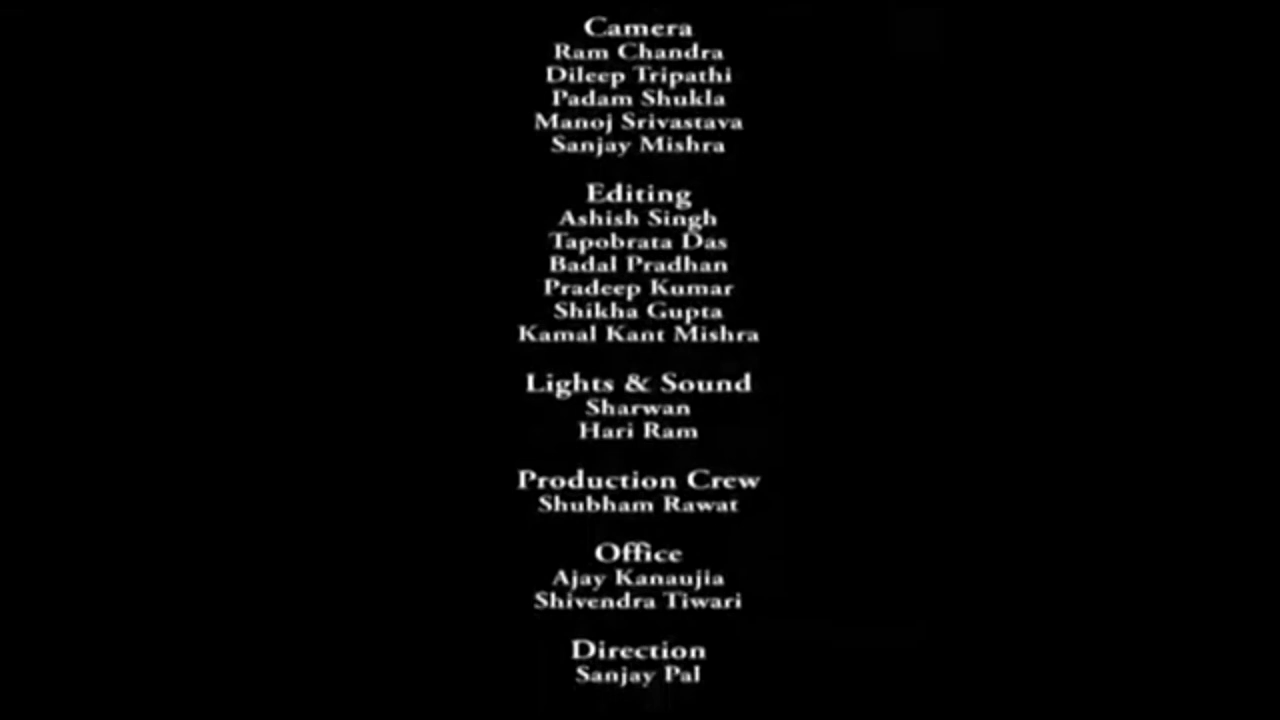 Camera
Ram Chandra
Dileep Tripathi
Padam Shukla
Manoj Srivastava
Sanjay Mishra
Editing
Ashish Singh
Tapobrata Das
Badal Pradhan
Pradeep Kumar
Shikha Gupta
Kamal Kant Mishra
Lights & Sound
Sharwan
Hari Ram
Production Crew
Shubham Rawat
Office
Ajay Kanaujia
Shivendra Tiwari
Direction
Sanjay Pal